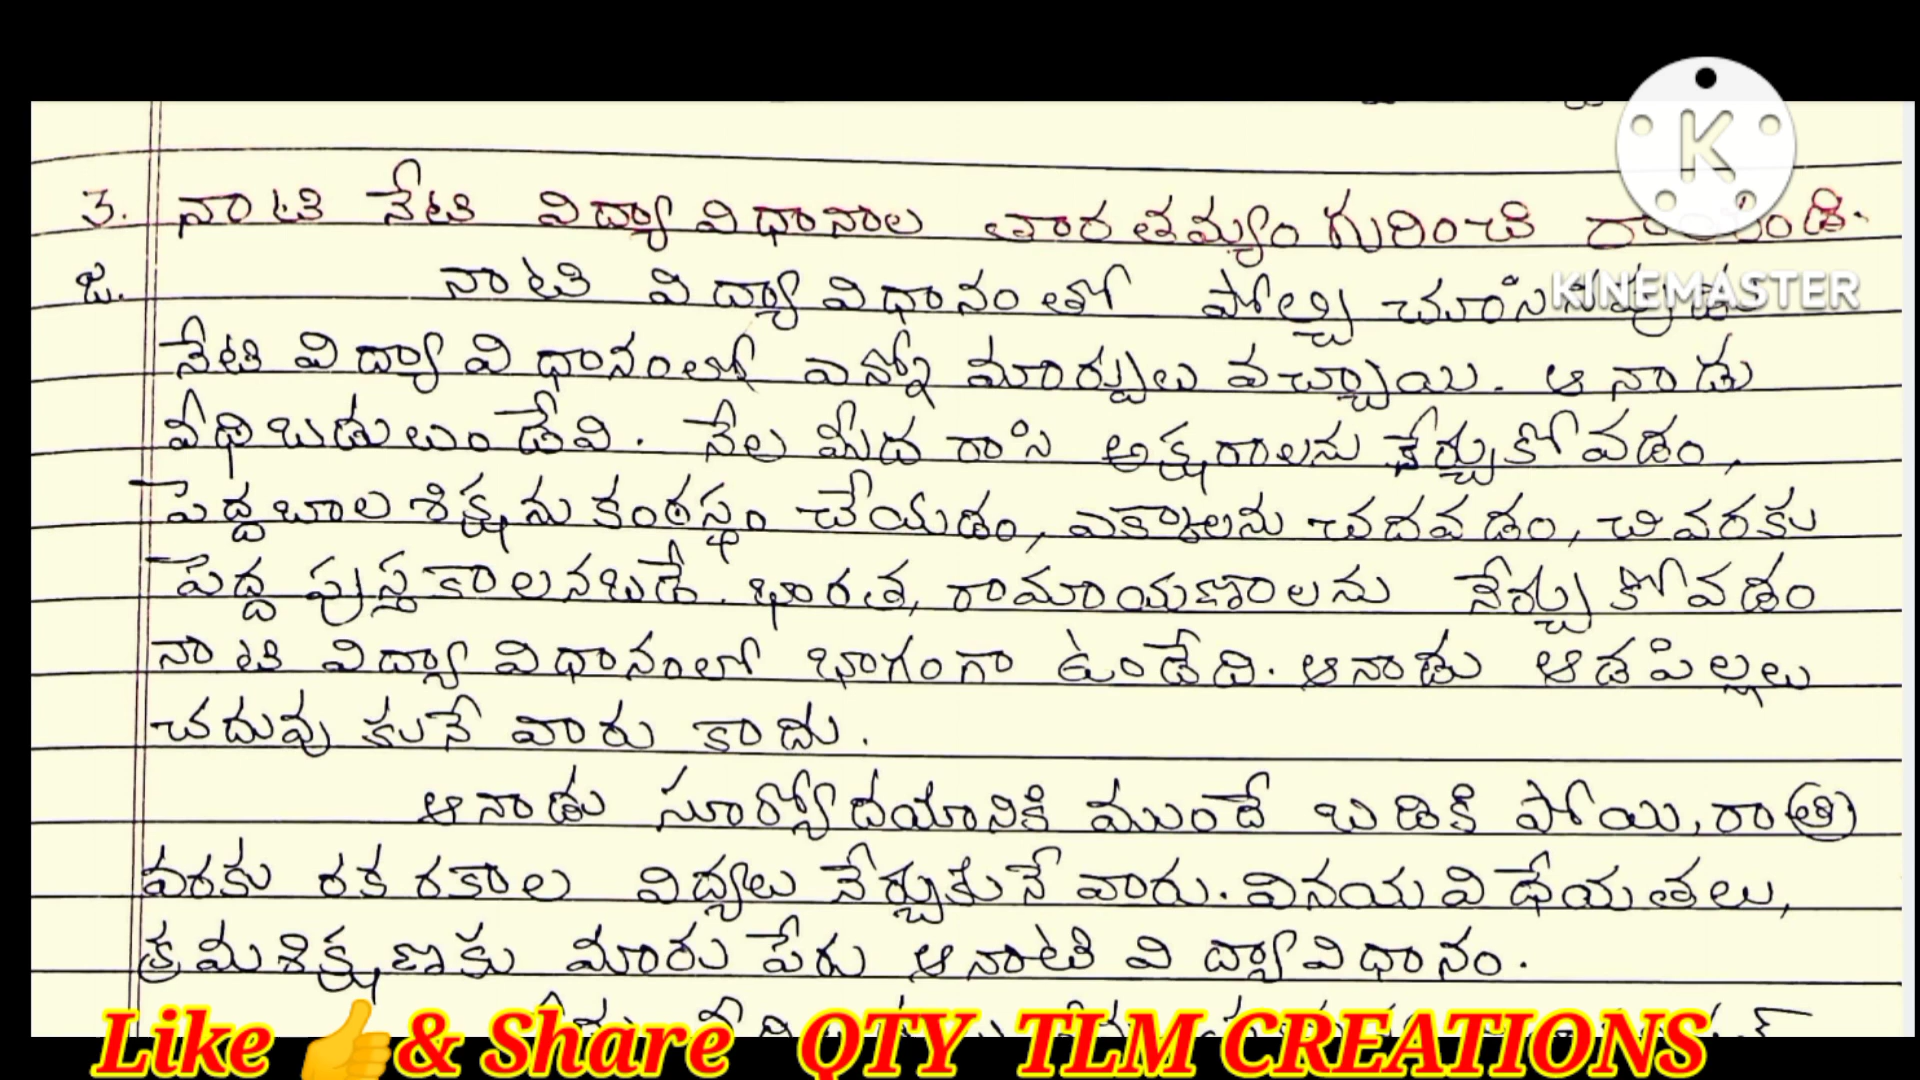 3. నాటి నేటి విద్యావిధానాల తారతమ్యం గురించి
జ. నాటి విద్యావిధానంతో పోల్చి
నేటి విద్యావిధానంలో ఎన్నో మార్పులు వచ్చాయి. ఆనాడు
వీధిబడులుండేవి. నేల మీద రాసి అక్షరాలను నేర్చుకోవడం,
పెద్దబాలశిక్షను కంఠస్థం చేయడం, ఎక్కాలను చదవడం, చివరకు
పెద్ద పుస్తకాలనబడే భారత, రామాయణాలను నేర్చుకోవడం
నాటి విద్యావిధానంలో భాగంగా ఉండేది. ఆనాడు ఆడపిల్లలు
చదువుకునే వారు కాదు.
ఆనాడు సూర్యోదయానికి ముందే బడికి పోయి, రాత్రి
వరకు రకరకాల విద్యలు నేర్చుకునేవారు. వినయవిధేయతలు,
క్రమశిక్షణకు మారుపేరు ఆనాటి విద్యావిధానం.
K
KINEMASTER
Like 👍 & Share QTY TLM CREATIONS